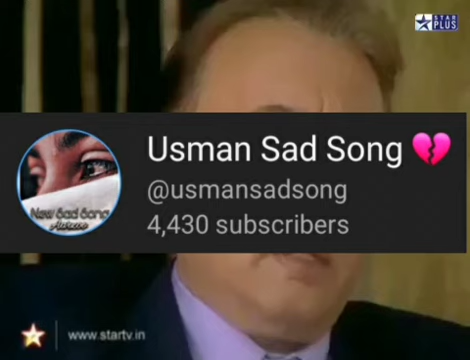 STAR
PLUS
Usman Sad Song 💔
New Sad Song
@usmansadsong
4,430 subscribers
www.startv.in